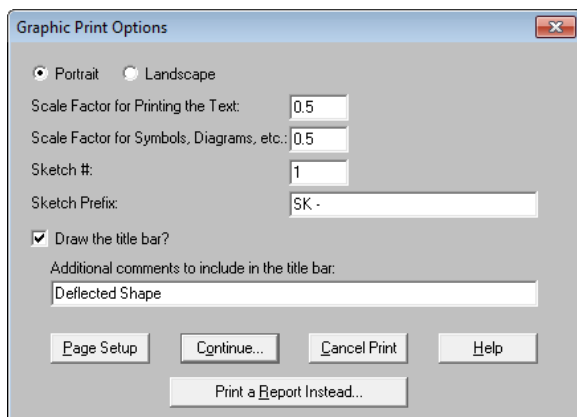 Graphic Print Options
Portrait Landscape
Scale Factor for Printing the Text: 0.5
Scale Factor for Symbols, Diagrams, etc.: 0.5
Sketch #: 1
Sketch Prefix: SK -
Draw the title bar?
Additional comments to include in the title bar:
Deflected Shape
Page Setup Continue... Cancel Print Help
Print a Report Instead...